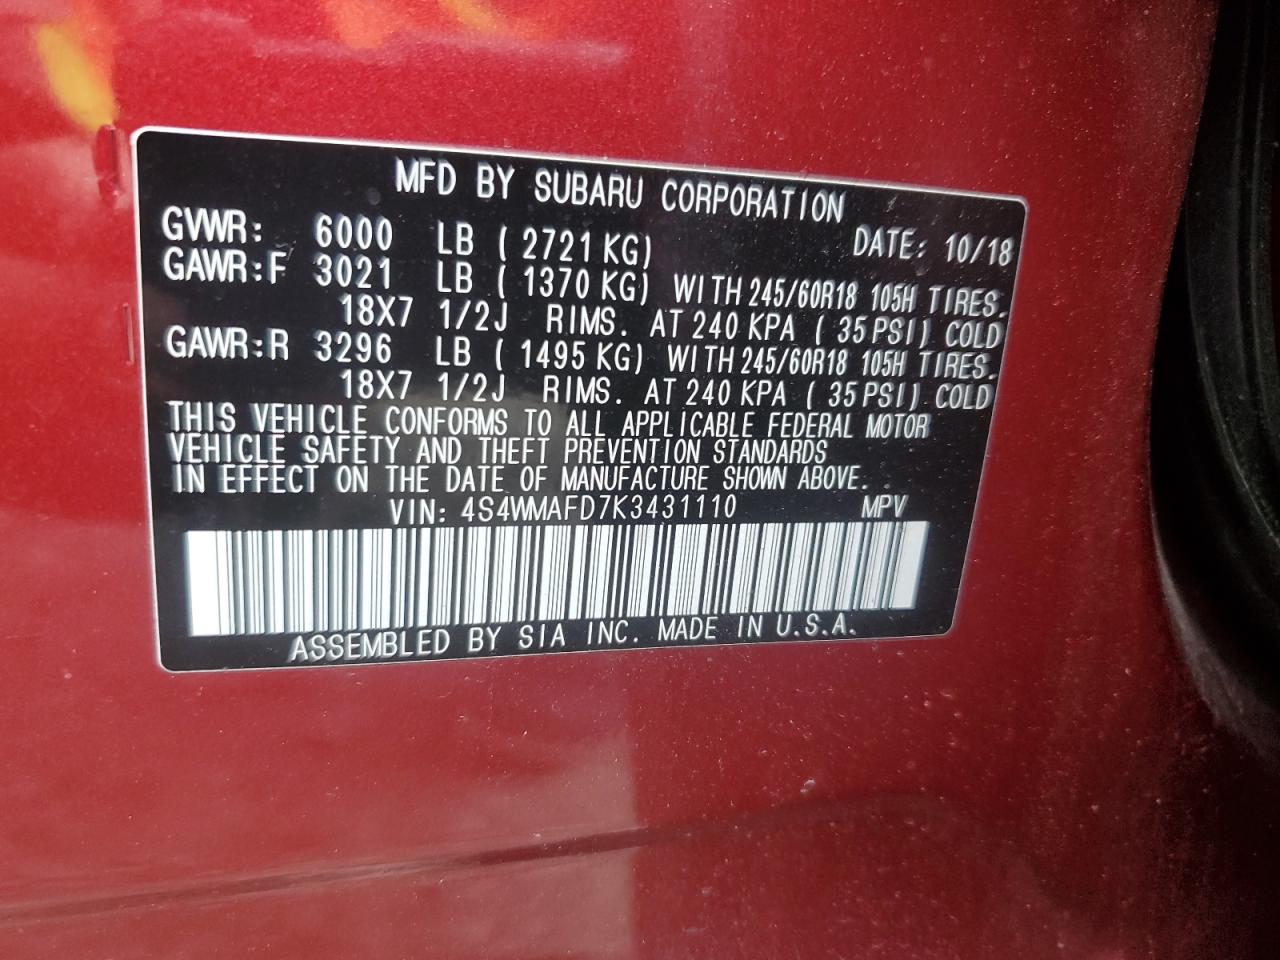 MFD BY SUBARU CORPORATION
GVWR: 6000 LB ( 2721 KG) DATE: 10/18
GAWR:F 3021 LB ( 1370 KG) WITH 245/60R18 105H TIRES.
18X7 1/2J RIMS. AT 240 KPA ( 35 PSI) COLD
GAWR:R 3296 LB ( 1495 KG) WITH 245/60R18 105H TIRES.
18X7 1/2J RIMS. AT 240 KPA ( 35 PSI) COLD
THIS VEHICLE CONFORMS TO ALL APPLICABLE FEDERAL MOTOR
VEHICLE SAFETY AND THEFT PREVENTION STANDARDS
IN EFFECT ON THE DATE OF MANUFACTURE SHOWN ABOVE.
VIN: 4S4WMAFD7K3431110 MPV
ASSEMBLED BY SIA INC. MADE IN U.S.A.